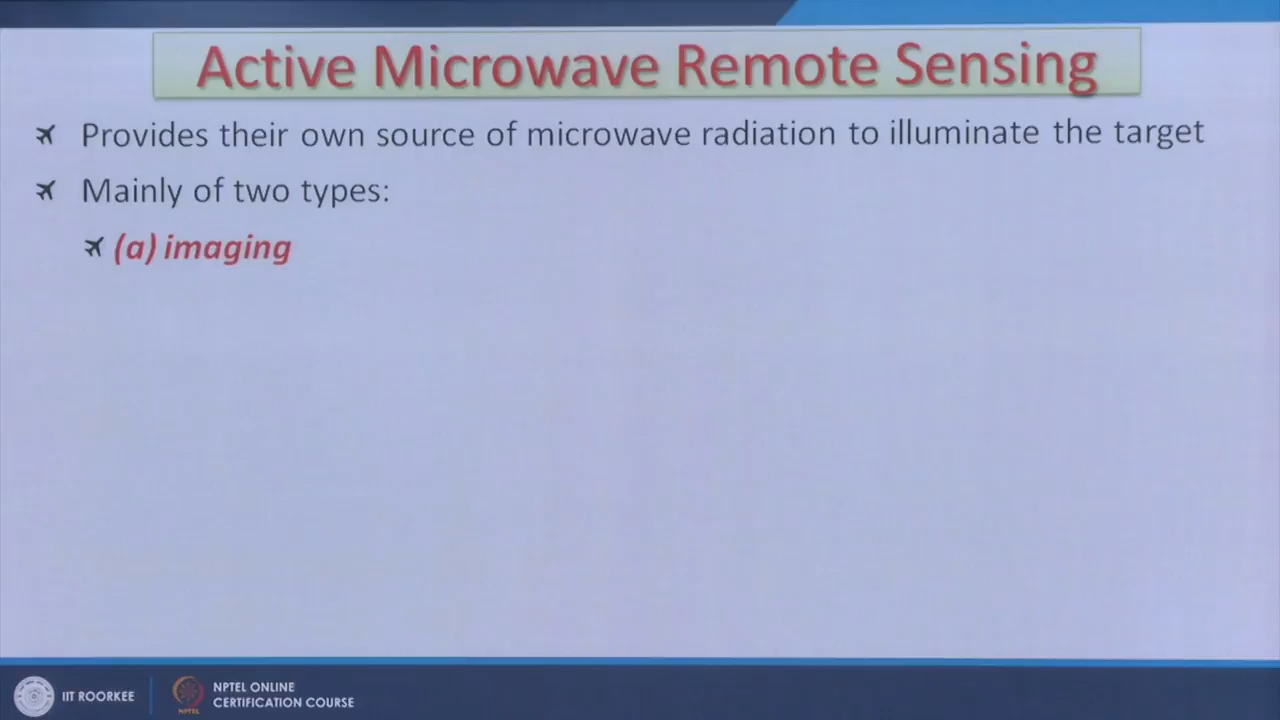 Active Microwave Remote Sensing
Provides their own source of microwave radiation to illuminate the target
Mainly of two types:
(a) imaging
IIT ROORKEE
NPTEL ONLINE
CERTIFICATION COURSE
NPTEL